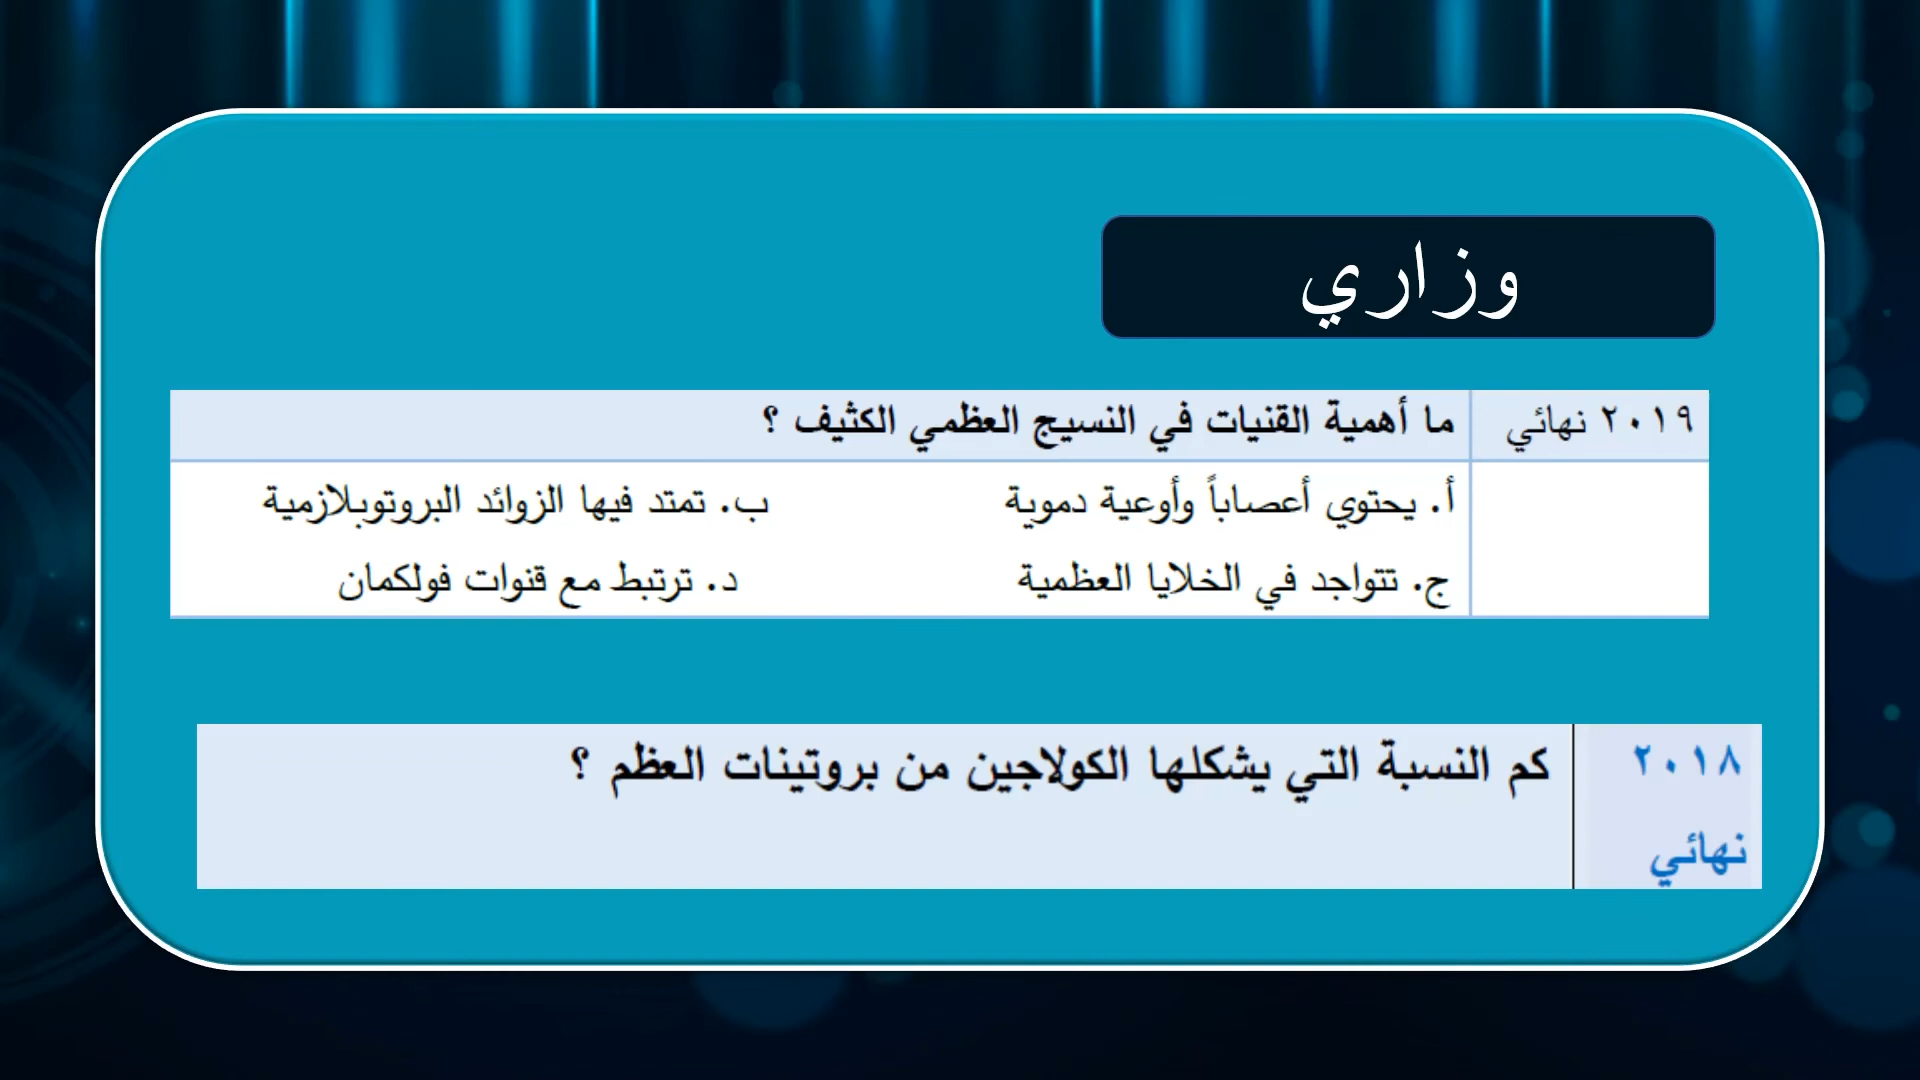 وزاري
٢٠١٩ نهائي ما أهمية القنيات في النسيج العظمي الكثيف ؟
أ. يحتوي أعصاباً وأوعية دموية ب. تمتد فيها الزوائد البروتوبلازمية
ج. تتواجد في الخلايا العظمية د. ترتبط مع قنوات فولكمان
٢٠١٨ كم النسبة التي يشكلها الكولاجين من بروتينات العظم ؟
نهائي